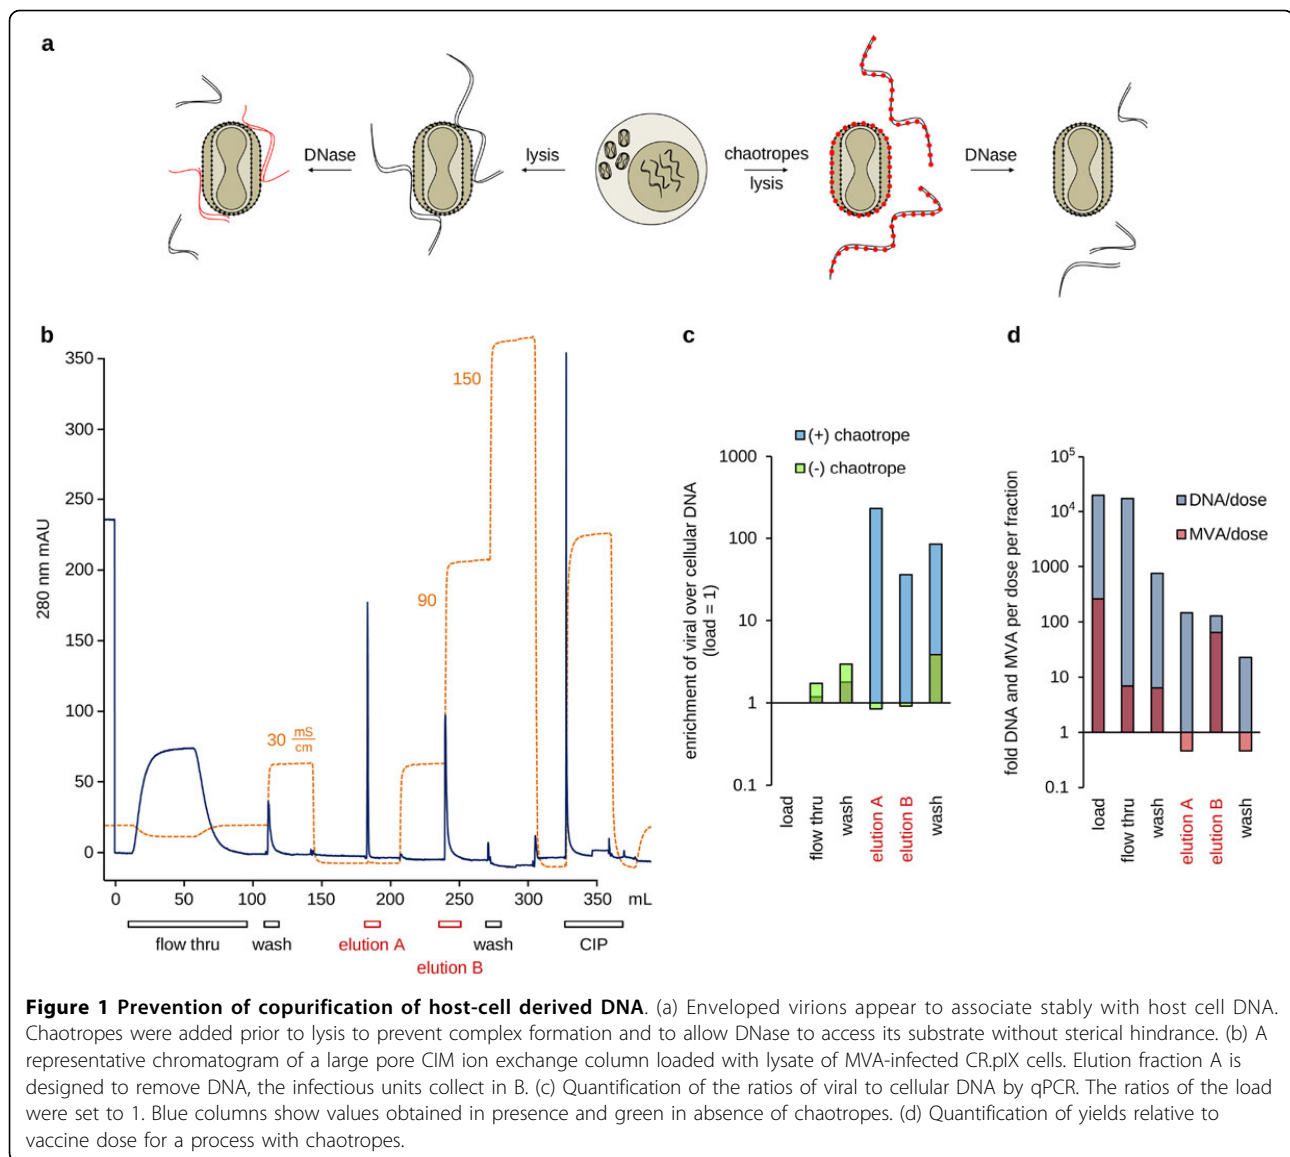 a
DNase
lysis
chaotropes
lysis
DNase
b
280 nm mAU
350
300
250
200
150
100
50
0
30 mS
cm
90
150
0
50
100
150
200
250
300
350
mL
flow thru
wash
elution A
elution B
wash
CIP
c
(+) chaotrope
(-) chaotrope
enrichment of viral over cellular DNA
(load = 1)
1000
100
10
1
0.1
load
flow thru
wash
elution A
elution B
wash
d
DNA/dose
MVA/dose
fold DNA and MVA per dose per fraction
10⁵
10⁴
1000
100
10
1
0.1
load
flow thru
wash
elution A
elution B
wash
Figure 1 Prevention of copurification of host-cell derived DNA. (a) Enveloped virions appear to associate stably with host cell DNA.
Chaotropes were added prior to lysis to prevent complex formation and to allow DNase to access its substrate without sterical hindrance. (b) A
representative chromatogram of a large pore CIM ion exchange column loaded with lysate of MVA-infected CR.pIX cells. Elution fraction A is
designed to remove DNA, the infectious units collect in B. (c) Quantification of the ratios of viral to cellular DNA by qPCR. The ratios of the load
were set to 1. Blue columns show values obtained in presence and green in absence of chaotropes. (d) Quantification of yields relative to
vaccine dose for a process with chaotropes.